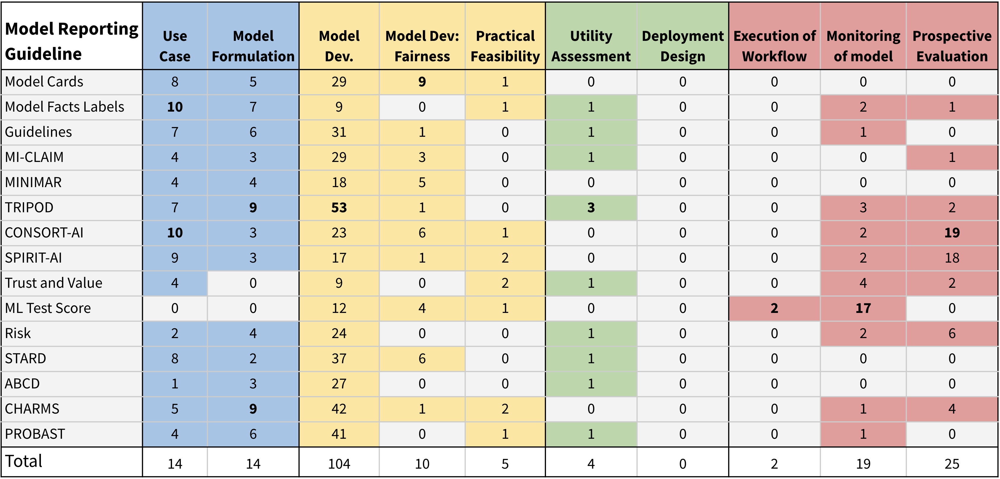 Model Reporting Guideline Use Case Model Formulation Model Dev. Model Dev: Fairness Practical Feasibility Utility Assessment Deployment Design Execution of Workflow Monitoring of model Prospective Evaluation
Model Cards 8 5 29 9 1 0 0 0 0 0
Model Facts Labels 10 7 9 0 1 1 0 0 2 1
Guidelines 7 6 31 1 0 1 0 0 1 0
MI-CLAIM 4 3 29 3 0 1 0 0 0 1
MINIMAR 4 4 18 5 0 0 0 0 0 0
TRIPOD 7 9 53 1 0 3 0 0 3 2
CONSORT-AI 10 3 23 6 1 0 0 0 2 19
SPIRIT-AI 9 3 17 1 2 0 0 0 2 18
Trust and Value 4 0 9 0 2 1 0 0 4 2
ML Test Score 0 0 12 4 1 0 0 2 17 0
Risk 2 4 24 0 0 1 0 0 2 6
STARD 8 2 37 6 0 1 0 0 0 0
ABCD 1 3 27 0 0 1 0 0 0 0
CHARMS 5 9 42 1 2 0 0 0 1 4
PROBAST 4 6 41 0 1 1 0 0 1 0
Total 14 14 104 10 5 4 0 2 19 25